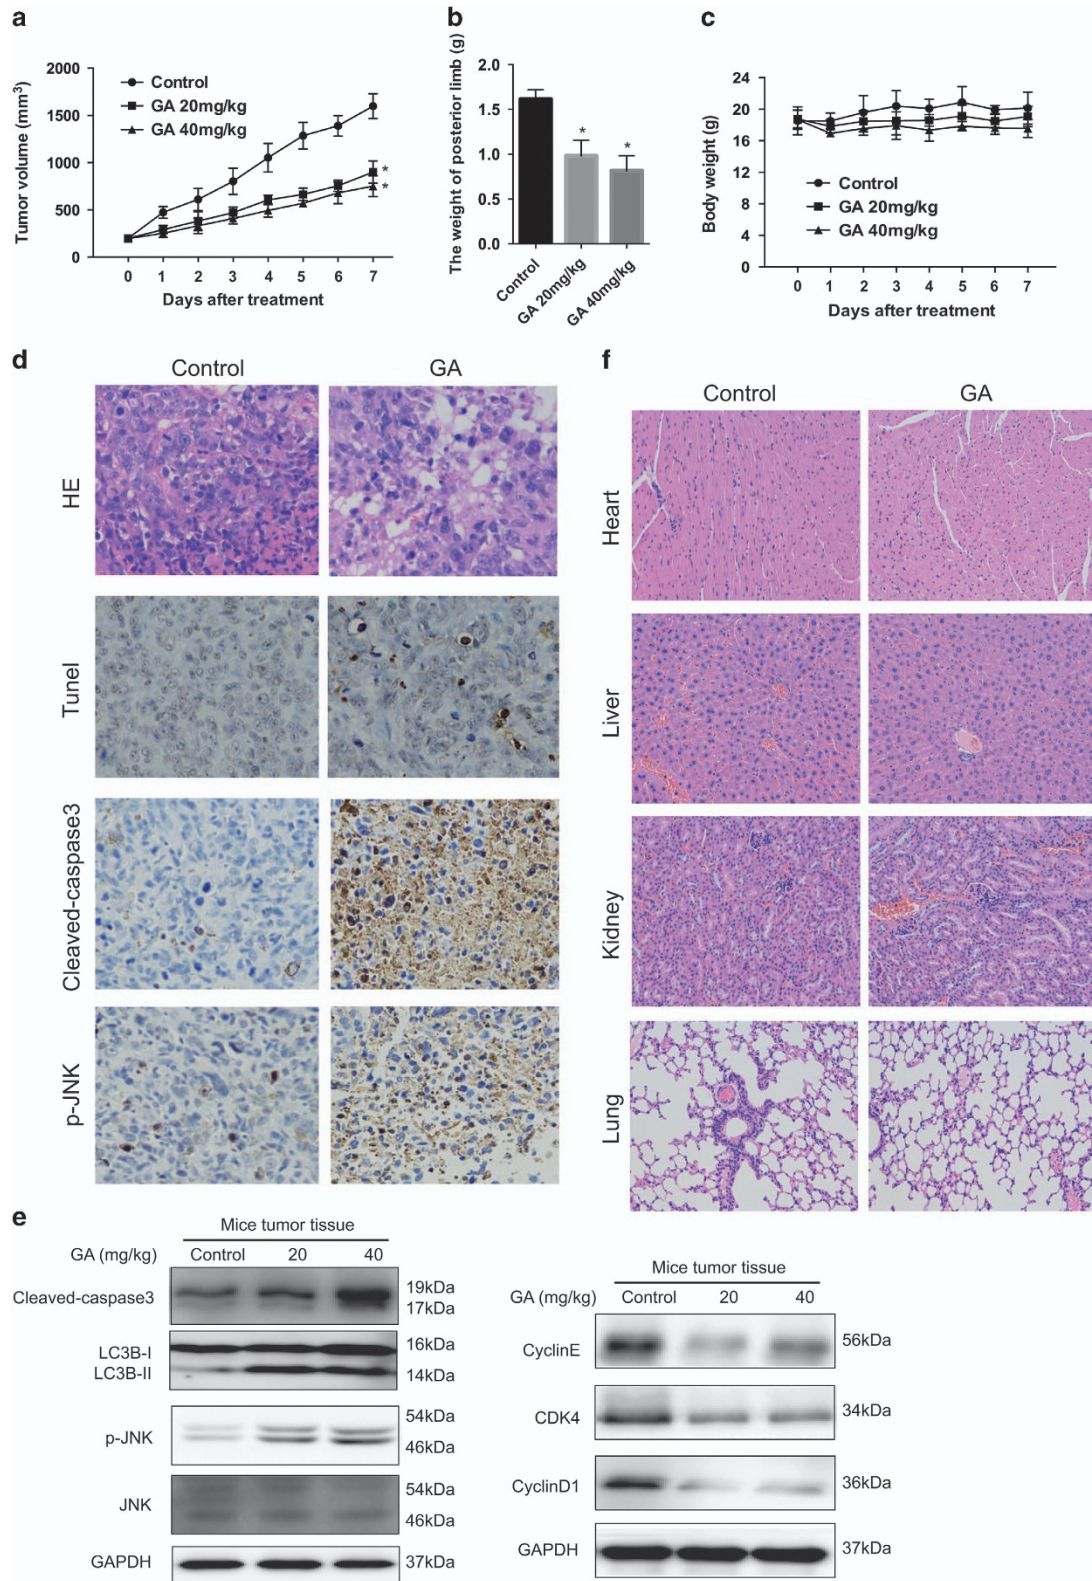 a
Tumor volume (mm³)
2000
1500
1000
500
0
Control
GA 20mg/kg
GA 40mg/kg
*
*
0 1 2 3 4 5 6 7
Days after treatment
b
The weight of posterior limb (g)
2.0
1.5
1.0
0.5
0.0
*
*
Control
GA 20mg/kg
GA 40mg/kg
c
Body weight (g)
24
20
16
12
8
4
0
Control
GA 20mg/kg
GA 40mg/kg
0 1 2 3 4 5 6 7
Days after treatment
d
Control GA
HE
Tunel
Cleaved-caspase3
p-JNK
f
Control GA
Heart
Liver
Kidney
Lung
e
Mice tumor tissue
GA (mg/kg) Control 20 40
Cleaved-caspase3 19kDa
17kDa
LC3B-I 16kDa
LC3B-II 14kDa
p-JNK 54kDa
46kDa
JNK 54kDa
46kDa
GAPDH 37kDa
Mice tumor tissue
GA (mg/kg) Control 20 40
CyclinE 56kDa
CDK4 34kDa
CyclinD1 36kDa
GAPDH 37kDa